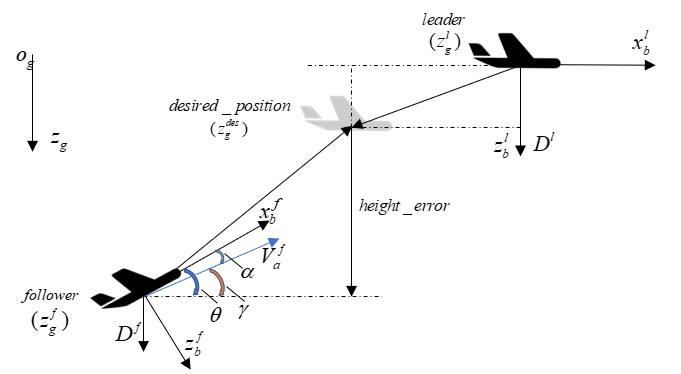 leader
(z_g^l)
x_b^l
o_g
z_g
desired_position
(z_g^des)
z_b^l D^l
height_error
x_b^f
V_a^f
α
follower
(z_g^f)
θ γ
D^f
z_b^f